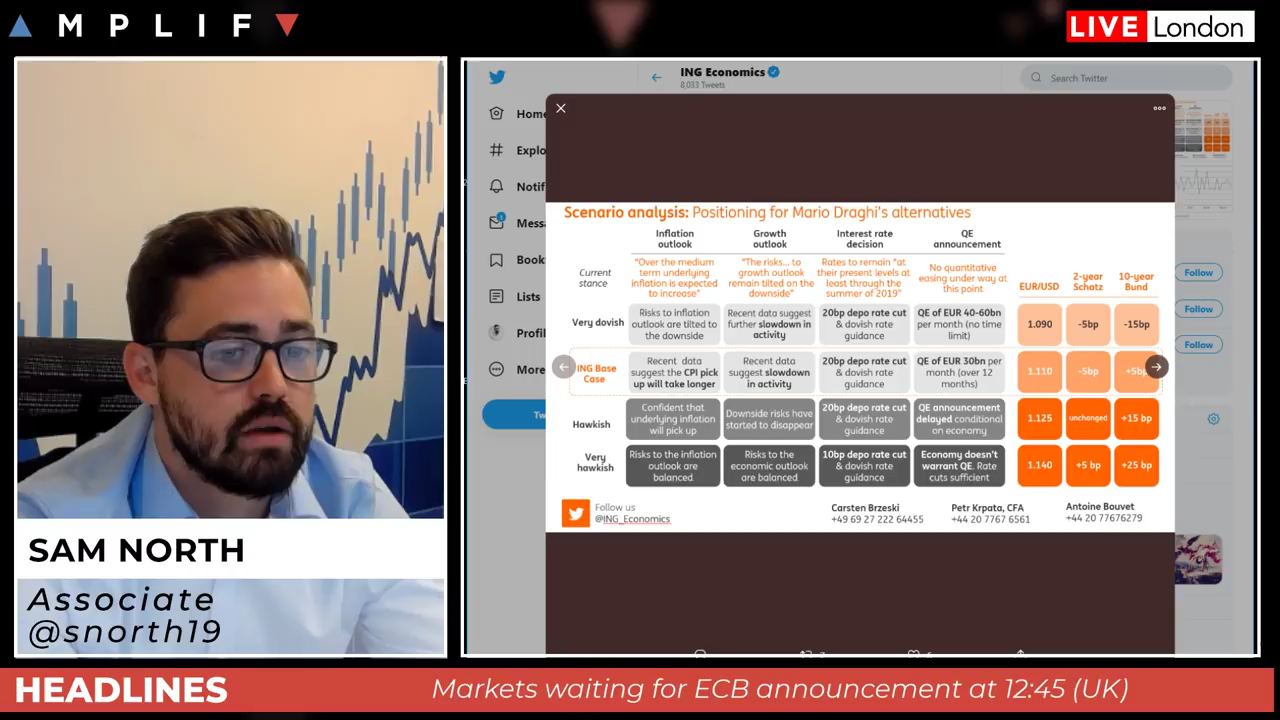 MPLIF
LIVE London
ING Economics
8,033 Tweets
Search Twitter
Home
Explo
Notif
1
Messa
Book
Lists
Profil
More
Tw
Follow
Follow
Follow
Scenario analysis: Positioning for Mario Draghi's alternatives
Inflation outlook
Growth outlook
Interest rate decision
QE announcement
Current stance
"Over the medium term underlying inflation is expected to increase"
"The risks... to growth outlook remain tilted on the downside"
Rates to remain "at their present levels at least through the summer of 2019"
No quantitative easing under way at this point
EUR/USD
2-year Schatz
10-year Bund
Very dovish
Risks to inflation outlook are tilted to the downside
Recent data suggest further slowdown in activity
20bp depo rate cut & dovish rate guidance
QE of EUR 40-60bn per month (no time limit)
1.090
-5bp
-15bp
ING Base Case
Recent data suggest the CPI pick up will take longer
Recent data suggest slowdown in activity
20bp depo rate cut & dovish rate guidance
QE of EUR 30bn per month (over 12 months)
1.110
-5bp
+5bp
Hawkish
Confident that underlying inflation will pick up
Downside risks have started to disappear
20bp depo rate cut & dovish rate guidance
QE announcement delayed conditional on economy
1.125
unchanged
+15 bp
Very hawkish
Risks to the inflation outlook are balanced
Risks to the economic outlook are balanced
10bp depo rate cut & dovish rate guidance
Economy doesn't warrant QE. Rate cuts sufficient
1.140
+5 bp
+25 bp
Follow us
@ING_Economics
Carsten Brzeski
+49 69 27 222 64455
Petr Krpata, CFA
+44 20 7767 6561
Antoine Bouvet
+44 20 77676279
SAM NORTH
Associate
@snorth19
HEADLINES
Markets waiting for ECB announcement at 12:45 (UK)